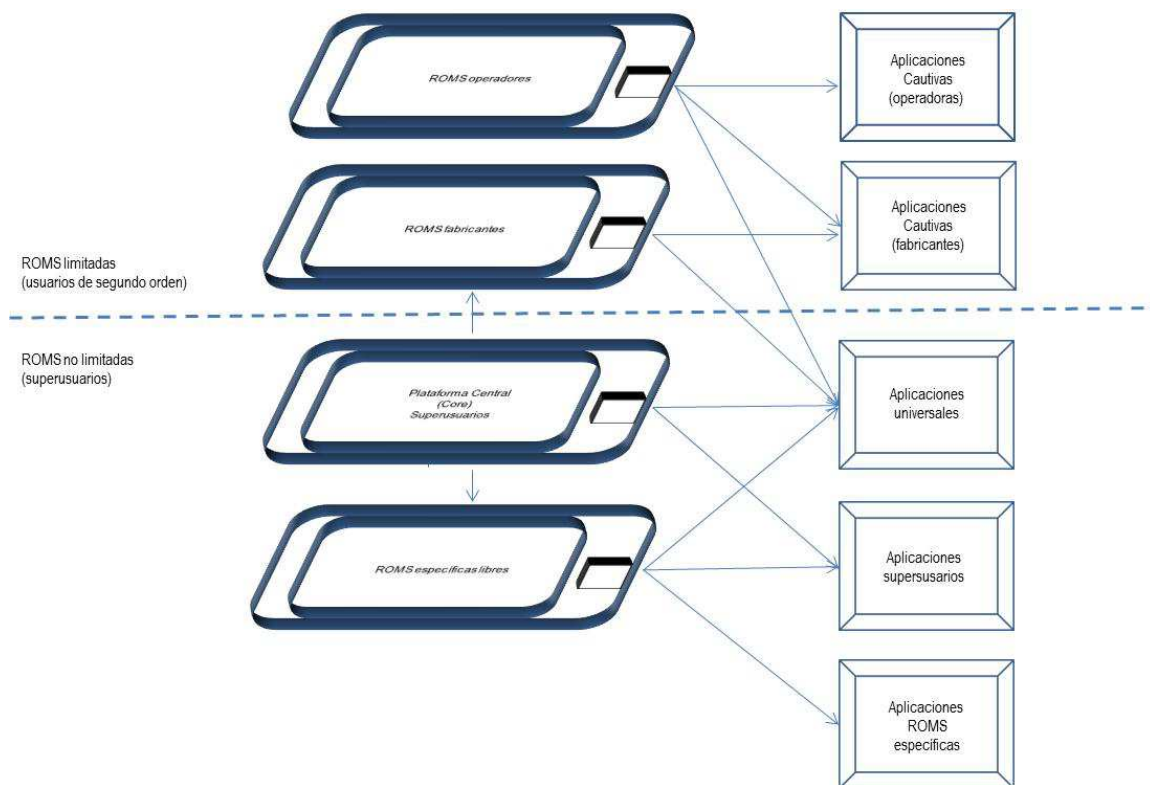 ROMS operadores
Aplicaciones
Cautivas
(operadoras)
ROMS fabricantes
Aplicaciones
Cautivas
(fabricantes)
ROMS limitadas
(usuarios de segundo orden)
ROMS no limitadas
(superusuarios)
Plataforma Central
(Core)
Superusuarios
Aplicaciones
universales
ROMS específicas libres
Aplicaciones
supersusarios
Aplicaciones
ROMS
específicas